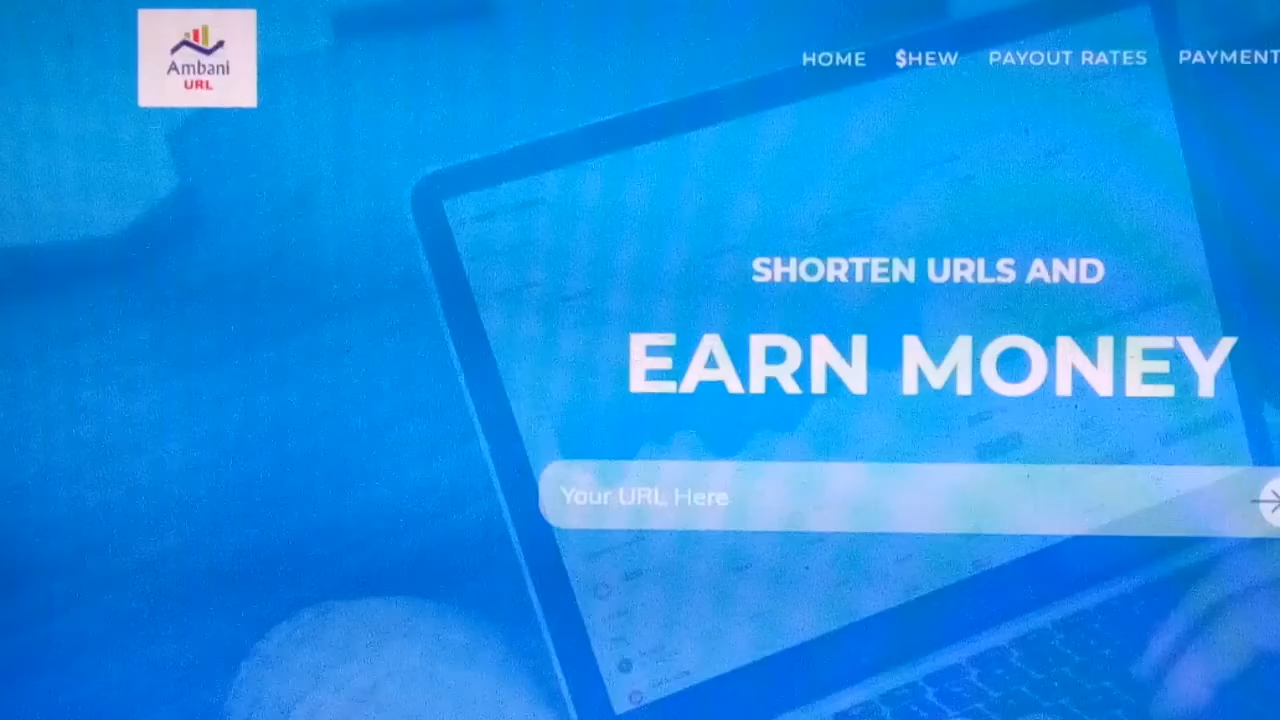 Ambani
URL
HOME $HEW PAYOUT RATES PAYMENT
SHORTEN URLS AND
EARN MONEY
Your URL Here